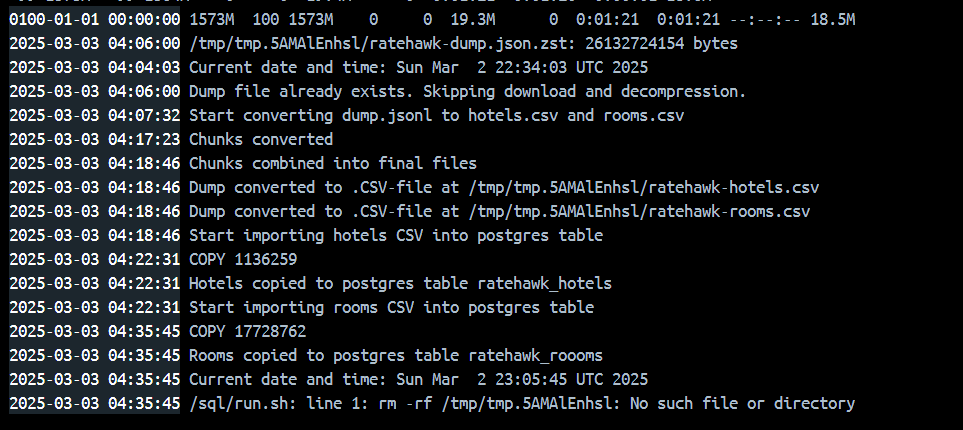 0100-01-01 00:00:00 1573M  100 1573M    0     0  19.3M      0  0:01:21  0:01:21 --:--:-- 18.5M
2025-03-03 04:06:00 /tmp/tmp.5AMAlEnhsl/ratehawk-dump.json.zst: 26132724154 bytes
2025-03-03 04:04:03 Current date and time: Sun Mar  2 22:34:03 UTC 2025
2025-03-03 04:06:00 Dump file already exists. Skipping download and decompression.
2025-03-03 04:07:32 Start converting dump.jsonl to hotels.csv and rooms.csv
2025-03-03 04:17:23 Chunks converted
2025-03-03 04:18:46 Chunks combined into final files
2025-03-03 04:18:46 Dump converted to .CSV-file at /tmp/tmp.5AMAlEnhsl/ratehawk-hotels.csv
2025-03-03 04:18:46 Dump converted to .CSV-file at /tmp/tmp.5AMAlEnhsl/ratehawk-rooms.csv
2025-03-03 04:18:46 Start importing hotels CSV into postgres table
2025-03-03 04:22:31 COPY 1136259
2025-03-03 04:22:31 Hotels copied to postgres table ratehawk_hotels
2025-03-03 04:22:31 Start importing rooms CSV into postgres table
2025-03-03 04:35:45 COPY 17728762
2025-03-03 04:35:45 Rooms copied to postgres table ratehawk_roooms
2025-03-03 04:35:45 Current date and time: Sun Mar  2 23:05:45 UTC 2025
2025-03-03 04:35:45 /sql/run.sh: line 1: rm -rf /tmp/tmp.5AMAlEnhsl: No such file or directory